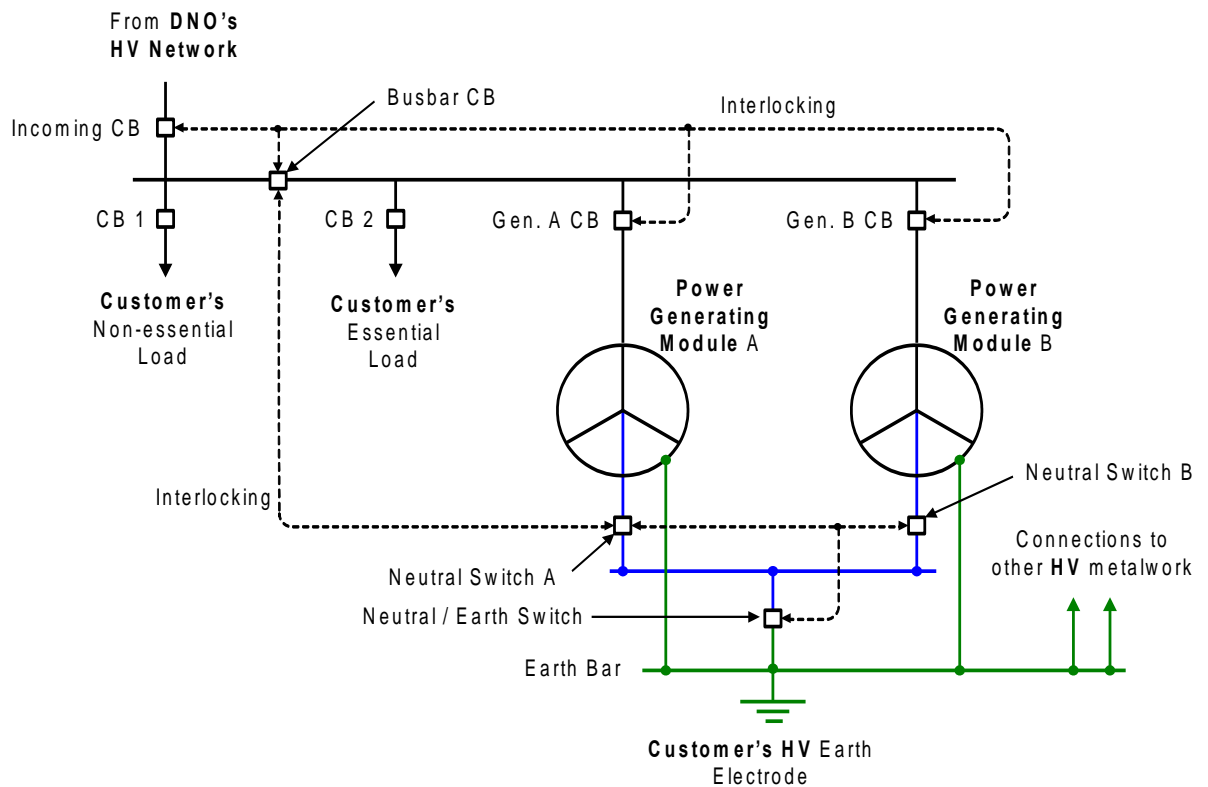 From DNO's
HV Network
Busbar CB
Interlocking
Incoming CB
CB 1
CB 2
Gen. A CB
Gen. B CB
Customer's
Non-essential
Load
Customer's
Essential
Load
Power
Generating
Module A
Power
Generating
Module B
Interlocking
Neutral Switch B
Connections to
other HV metalwork
Neutral Switch A
Neutral / Earth Switch
Earth Bar
Customer's HV Earth
Electrode